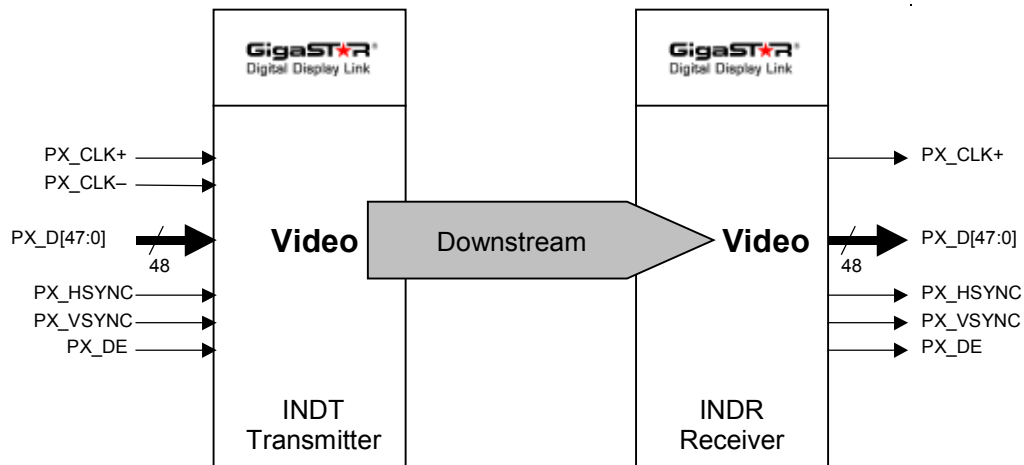 GigaSTaR®
Digital Display Link
GigaSTaR®
Digital Display Link
PX_CLK+
PX_CLK–
PX_D[47:0]
48
PX_HSYNC
PX_VSYNC
PX_DE
Video
Downstream
Video
PX_CLK+
PX_D[47:0]
48
PX_HSYNC
PX_VSYNC
PX_DE
INDT
Transmitter
INDR
Receiver